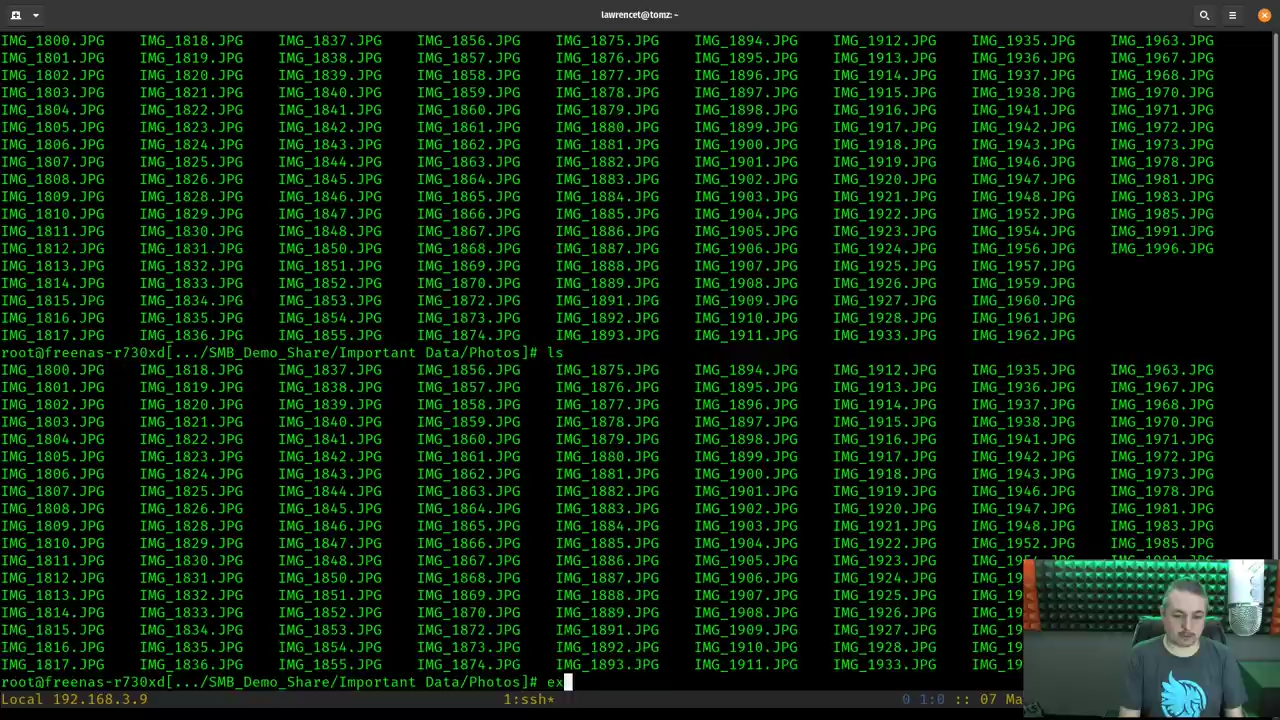 lawrencet@tomz: ~
IMG_1800.JPG IMG_1818.JPG IMG_1837.JPG IMG_1856.JPG IMG_1875.JPG IMG_1894.JPG IMG_1912.JPG IMG_1935.JPG IMG_1963.JPG
IMG_1801.JPG IMG_1819.JPG IMG_1838.JPG IMG_1857.JPG IMG_1876.JPG IMG_1895.JPG IMG_1913.JPG IMG_1936.JPG IMG_1967.JPG
IMG_1802.JPG IMG_1820.JPG IMG_1839.JPG IMG_1858.JPG IMG_1877.JPG IMG_1896.JPG IMG_1914.JPG IMG_1937.JPG IMG_1968.JPG
IMG_1803.JPG IMG_1821.JPG IMG_1840.JPG IMG_1859.JPG IMG_1878.JPG IMG_1897.JPG IMG_1915.JPG IMG_1938.JPG IMG_1970.JPG
IMG_1804.JPG IMG_1822.JPG IMG_1841.JPG IMG_1860.JPG IMG_1879.JPG IMG_1898.JPG IMG_1916.JPG IMG_1941.JPG IMG_1971.JPG
IMG_1805.JPG IMG_1823.JPG IMG_1842.JPG IMG_1861.JPG IMG_1880.JPG IMG_1899.JPG IMG_1917.JPG IMG_1942.JPG IMG_1972.JPG
IMG_1806.JPG IMG_1824.JPG IMG_1843.JPG IMG_1862.JPG IMG_1881.JPG IMG_1900.JPG IMG_1918.JPG IMG_1943.JPG IMG_1973.JPG
IMG_1807.JPG IMG_1825.JPG IMG_1844.JPG IMG_1863.JPG IMG_1882.JPG IMG_1901.JPG IMG_1919.JPG IMG_1946.JPG IMG_1978.JPG
IMG_1808.JPG IMG_1826.JPG IMG_1845.JPG IMG_1864.JPG IMG_1883.JPG IMG_1902.JPG IMG_1920.JPG IMG_1947.JPG IMG_1981.JPG
IMG_1809.JPG IMG_1828.JPG IMG_1846.JPG IMG_1865.JPG IMG_1884.JPG IMG_1903.JPG IMG_1921.JPG IMG_1948.JPG IMG_1983.JPG
IMG_1810.JPG IMG_1829.JPG IMG_1847.JPG IMG_1866.JPG IMG_1885.JPG IMG_1904.JPG IMG_1922.JPG IMG_1952.JPG IMG_1985.JPG
IMG_1811.JPG IMG_1830.JPG IMG_1848.JPG IMG_1867.JPG IMG_1886.JPG IMG_1905.JPG IMG_1923.JPG IMG_1954.JPG IMG_1991.JPG
IMG_1812.JPG IMG_1831.JPG IMG_1850.JPG IMG_1868.JPG IMG_1887.JPG IMG_1906.JPG IMG_1924.JPG IMG_1956.JPG IMG_1996.JPG
IMG_1813.JPG IMG_1832.JPG IMG_1851.JPG IMG_1869.JPG IMG_1888.JPG IMG_1907.JPG IMG_1925.JPG IMG_1957.JPG
IMG_1814.JPG IMG_1833.JPG IMG_1852.JPG IMG_1870.JPG IMG_1889.JPG IMG_1908.JPG IMG_1926.JPG IMG_1959.JPG
IMG_1815.JPG IMG_1834.JPG IMG_1853.JPG IMG_1872.JPG IMG_1891.JPG IMG_1909.JPG IMG_1927.JPG IMG_1960.JPG
IMG_1816.JPG IMG_1835.JPG IMG_1854.JPG IMG_1873.JPG IMG_1892.JPG IMG_1910.JPG IMG_1928.JPG IMG_1961.JPG
IMG_1817.JPG IMG_1836.JPG IMG_1855.JPG IMG_1874.JPG IMG_1893.JPG IMG_1911.JPG IMG_1933.JPG IMG_1962.JPG
root@freenas-r730xd[.../SMB_Demo_Share/Important Data/Photos]# ls
IMG_1800.JPG IMG_1818.JPG IMG_1837.JPG IMG_1856.JPG IMG_1875.JPG IMG_1894.JPG IMG_1912.JPG IMG_1935.JPG IMG_1963.JPG
IMG_1801.JPG IMG_1819.JPG IMG_1838.JPG IMG_1857.JPG IMG_1876.JPG IMG_1895.JPG IMG_1913.JPG IMG_1936.JPG IMG_1967.JPG
IMG_1802.JPG IMG_1820.JPG IMG_1839.JPG IMG_1858.JPG IMG_1877.JPG IMG_1896.JPG IMG_1914.JPG IMG_1937.JPG IMG_1968.JPG
IMG_1803.JPG IMG_1821.JPG IMG_1840.JPG IMG_1859.JPG IMG_1878.JPG IMG_1897.JPG IMG_1915.JPG IMG_1938.JPG IMG_1970.JPG
IMG_1804.JPG IMG_1822.JPG IMG_1841.JPG IMG_1860.JPG IMG_1879.JPG IMG_1898.JPG IMG_1916.JPG IMG_1941.JPG IMG_1971.JPG
IMG_1805.JPG IMG_1823.JPG IMG_1842.JPG IMG_1861.JPG IMG_1880.JPG IMG_1899.JPG IMG_1917.JPG IMG_1942.JPG IMG_1972.JPG
IMG_1806.JPG IMG_1824.JPG IMG_1843.JPG IMG_1862.JPG IMG_1881.JPG IMG_1900.JPG IMG_1918.JPG IMG_1943.JPG IMG_1973.JPG
IMG_1807.JPG IMG_1825.JPG IMG_1844.JPG IMG_1863.JPG IMG_1882.JPG IMG_1901.JPG IMG_1919.JPG IMG_1946.JPG IMG_1978.JPG
IMG_1808.JPG IMG_1826.JPG IMG_1845.JPG IMG_1864.JPG IMG_1883.JPG IMG_1902.JPG IMG_1920.JPG IMG_1947.JPG IMG_1981.JPG
IMG_1809.JPG IMG_1828.JPG IMG_1846.JPG IMG_1865.JPG IMG_1884.JPG IMG_1903.JPG IMG_1921.JPG IMG_1948.JPG IMG_1983.JPG
IMG_1810.JPG IMG_1829.JPG IMG_1847.JPG IMG_1866.JPG IMG_1885.JPG IMG_1904.JPG IMG_1922.JPG IMG_1952.JPG IMG_1985.JPG
IMG_1811.JPG IMG_1830.JPG IMG_1848.JPG IMG_1867.JPG IMG_1886.JPG IMG_1905.JPG IMG_1923.JPG
IMG_1812.JPG IMG_1831.JPG IMG_1850.JPG IMG_1868.JPG IMG_1887.JPG IMG_1906.JPG IMG_1924.JPG IMG_19
IMG_1813.JPG IMG_1832.JPG IMG_1851.JPG IMG_1869.JPG IMG_1888.JPG IMG_1907.JPG IMG_1925.JPG IMG_19
IMG_1814.JPG IMG_1833.JPG IMG_1852.JPG IMG_1870.JPG IMG_1889.JPG IMG_1908.JPG IMG_1926.JPG IMG_19
IMG_1815.JPG IMG_1834.JPG IMG_1853.JPG IMG_1872.JPG IMG_1891.JPG IMG_1909.JPG IMG_1927.JPG IMG_19
IMG_1816.JPG IMG_1835.JPG IMG_1854.JPG IMG_1873.JPG IMG_1892.JPG IMG_1910.JPG IMG_1928.JPG IMG_19
IMG_1817.JPG IMG_1836.JPG IMG_1855.JPG IMG_1874.JPG IMG_1893.JPG IMG_1911.JPG IMG_1933.JPG IMG_19
root@freenas-r730xd[.../SMB_Demo_Share/Important Data/Photos]# ex
Local 192.168.3.9 1:ssh* 0 1:0 :: 07 Ma